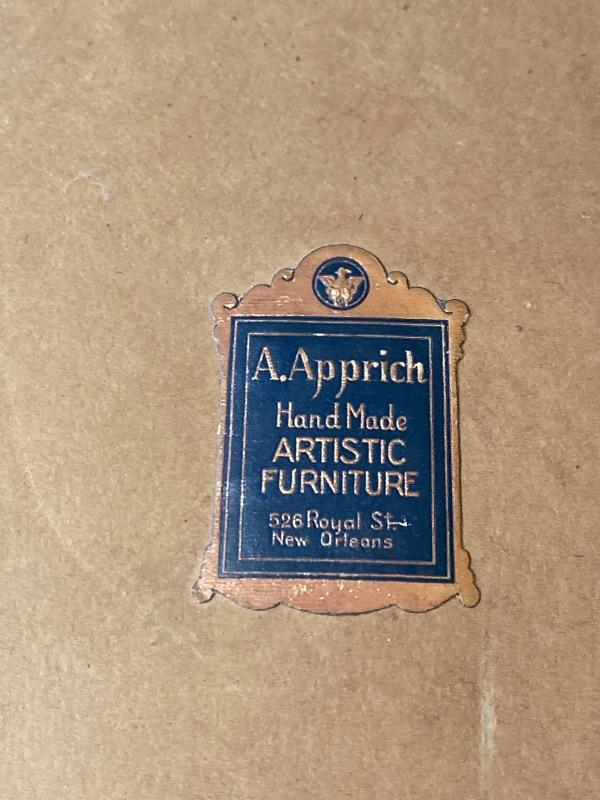 A. Apprich
Hand Made
ARTISTIC
FURNITURE
526 Royal St.
New Orleans